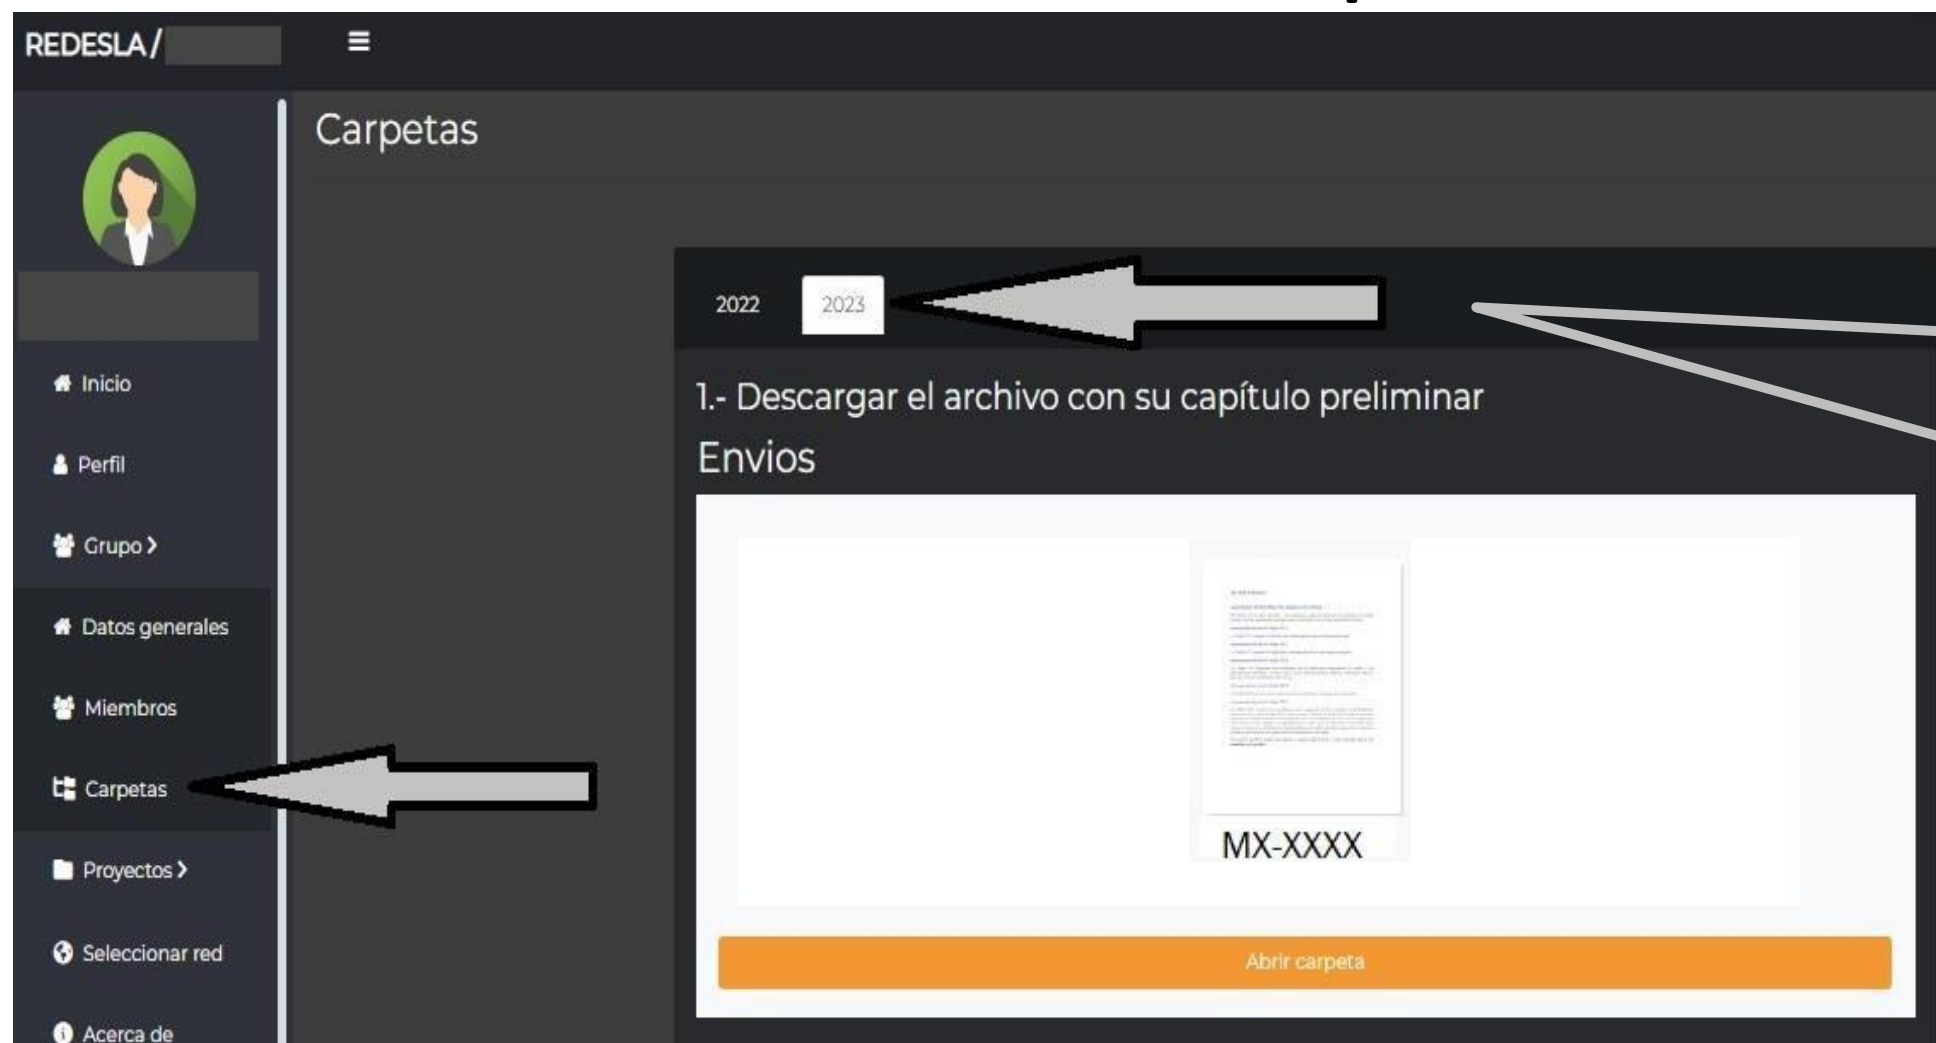 REDESLA /
Carpetas
2022
2023
1.- Descargar el archivo con su capítulo preliminar
Envios
Inicio
Perfil
Grupo
Datos generales
Miembros
Carpetas
Proyectos
Seleccionar red
Acerca de
MX-XXXX
Abrir carpeta